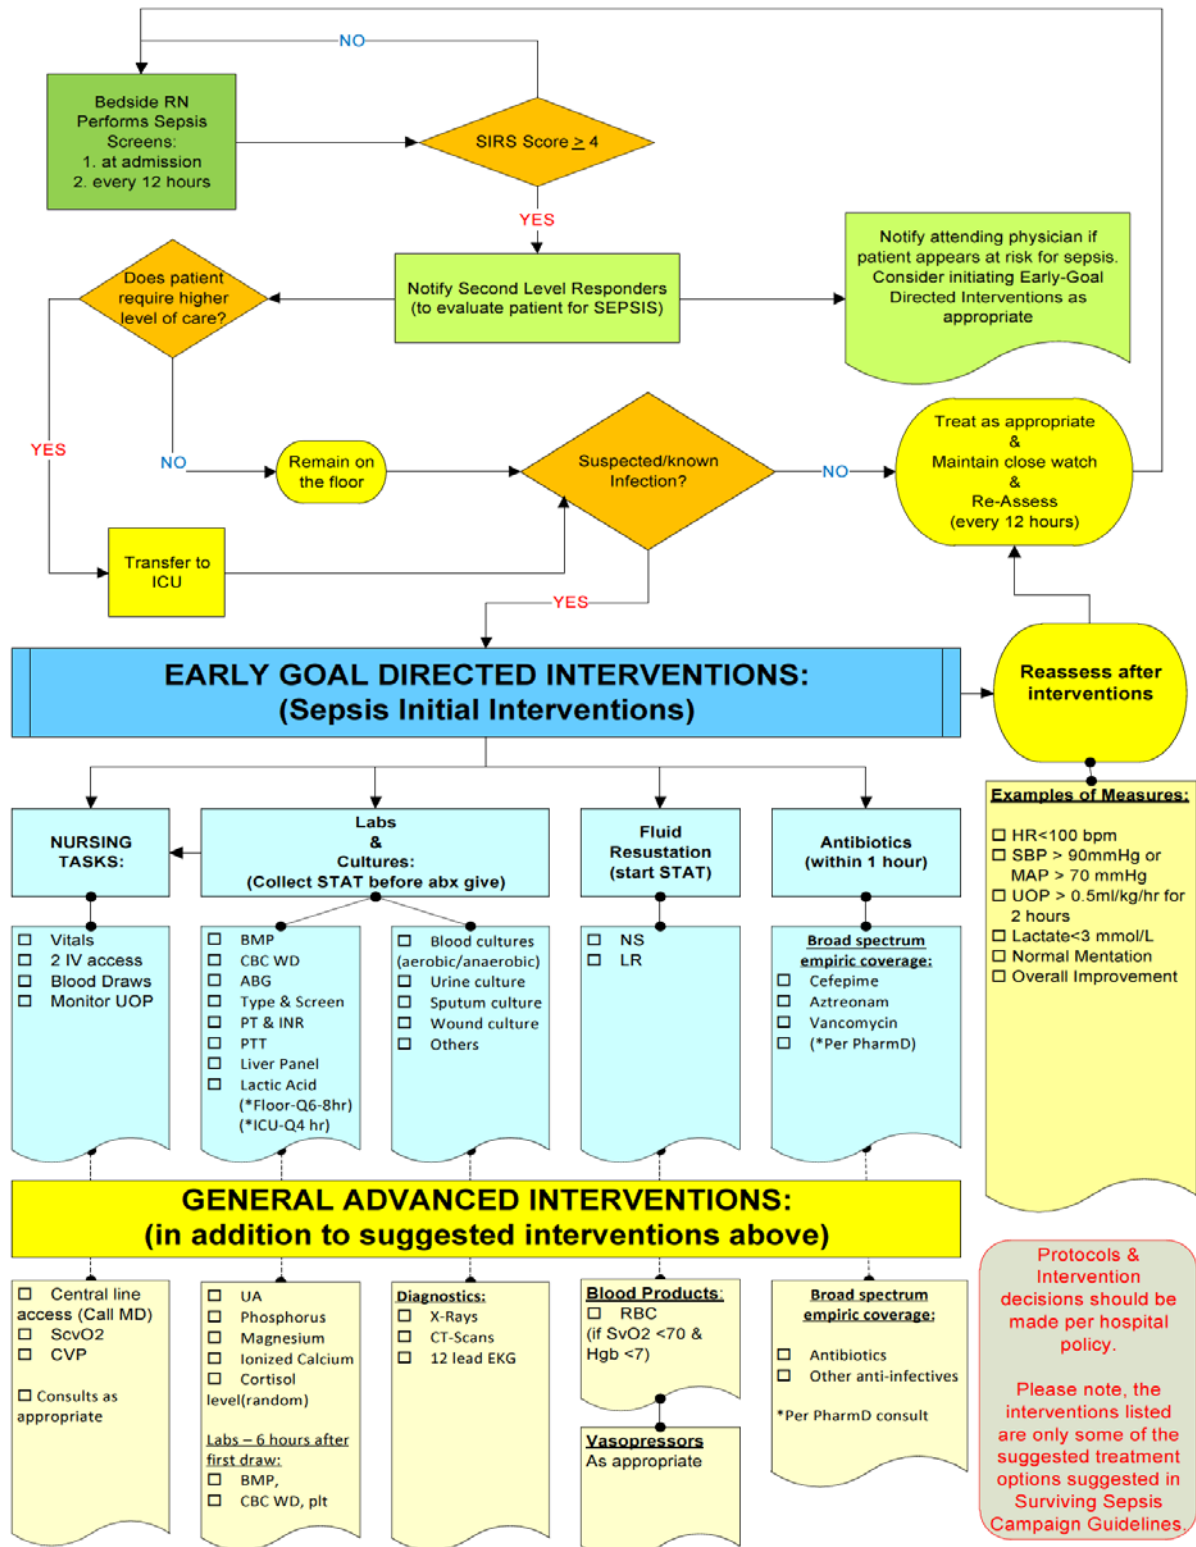 NO
Bedside RN
Performs Sepsis
Screens:
1. at admission
2. every 12 hours
SIRS Score ≥ 4
YES
Notify attending physician if
patient appears at risk for sepsis.
Consider initiating Early-Goal
Directed Interventions as
appropriate
Does patient
require higher
level of care?
Notify Second Level Responders
(to evaluate patient for SEPSIS)
YES
NO
Remain on
the floor
Suspected/known
Infection?
NO
Treat as appropriate
&
Maintain close watch
&
Re-Assess
(every 12 hours)
Transfer to
ICU
YES
EARLY GOAL DIRECTED INTERVENTIONS:
(Sepsis Initial Interventions)
Reassess after
interventions
NURSING
TASKS:
Labs
&
Cultures:
(Collect STAT before abx give)
Fluid
Resustation
(start STAT)
Antibiotics
(within 1 hour)
Examples of Measures:
☐ HR<100 bpm
☐ SBP > 90mmHg or
MAP > 70 mmHg
☐ UOP > 0.5ml/kg/hr for
2 hours
☐ Lactate<3 mmol/L
☐ Normal Mentation
☐ Overall Improvement
☐ Vitals
☐ 2 IV access
☐ Blood Draws
☐ Monitor UOP
☐ BMP
☐ CBC WD
☐ ABG
☐ Type & Screen
☐ PT & INR
☐ PTT
☐ Liver Panel
☐ Lactic Acid
(*Floor-Q6-8hr)
(*ICU-Q4 hr)
☐ Blood cultures
(aerobic/anaerobic)
☐ Urine culture
☐ Sputum culture
☐ Wound culture
☐ Others
☐ NS
☐ LR
Broad spectrum
empiric coverage:
☐ Cefepime
☐ Aztreonam
☐ Vancomycin
☐ (*Per PharmD)
GENERAL ADVANCED INTERVENTIONS:
(in addition to suggested interventions above)
☐ Central line
access (Call MD)
☐ ScvO2
☐ CVP
☐ Consults as
appropriate
☐ UA
☐ Phosphorus
☐ Magnesium
☐ Ionized Calcium
☐ Cortisol
level(random)
Labs – 6 hours after
first draw:
☐ BMP,
☐ CBC WD, plt
Diagnostics:
☐ X-Rays
☐ CT-Scans
☐ 12 lead EKG
Blood Products:
☐ RBC
(if SvO2 <70 &
Hgb <7)
Vasopressors
As appropriate
Broad spectrum
empiric coverage:
☐ Antibiotics
☐ Other anti-infectives
*Per PharmD consult
Protocols &
Intervention
decisions should be
made per hospital
policy.
Please note, the
interventions listed
are only some of the
suggested treatment
options suggested in
Surviving Sepsis
Campaign Guidelines.